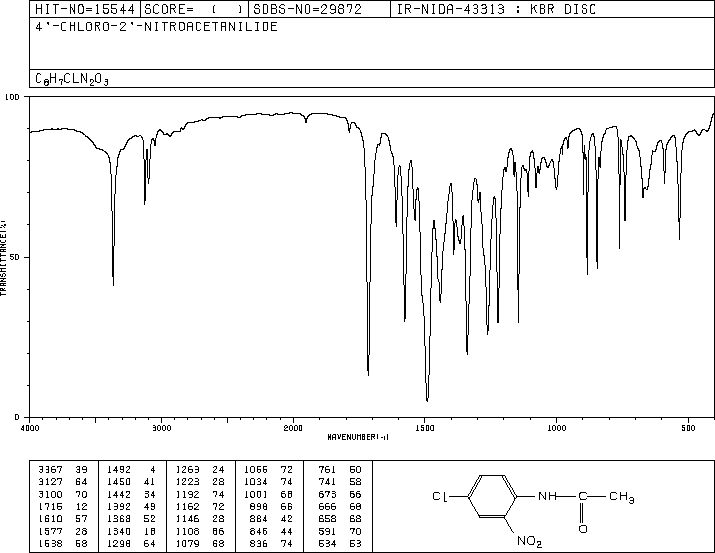 HIT-NO=15544 SCORE= ( ) SDBS-NO=29872 IR-NIDA-43313 : KBR DISC
4'-CHLORO-2'-NITROACETANILIDE
C8H7CLN2O3
100
50
0
TRANSMITTANCE(%)
4000 3000 2000 1500 1000 500
WAVENUMBER(-1)
3367 39 1492 4 1263 24 1066 72 761 50
3127 64 1450 41 1223 28 1034 74 741 58
3100 70 1442 34 1192 74 1001 68 673 66
1716 12 1392 49 1162 72 898 66 666 68
1610 57 1368 52 1146 28 884 42 658 68
1577 28 1340 18 1108 66 846 44 591 70
1538 58 1298 64 1079 68 836 74 534 53
Cl NH C CH3
O
NO2